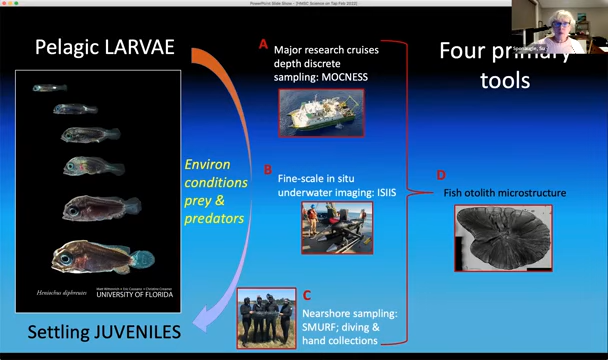 PowerPoint Slide Show - [HMSC Science on Tap Feb 2022]
Pelagic LARVAE
A
Major research cruises
depth discrete
sampling: MOCNESS
Four primary
tools
Environ
conditions
prey &
predators
B
Fine-scale in situ
underwater imaging: ISIIS
D
Fish otolith microstructure
Heniochus diphreutes
UNIVERSITY OF FLORIDA
C
Nearshore sampling:
SMURF; diving &
hand collections
Settling JUVENILES